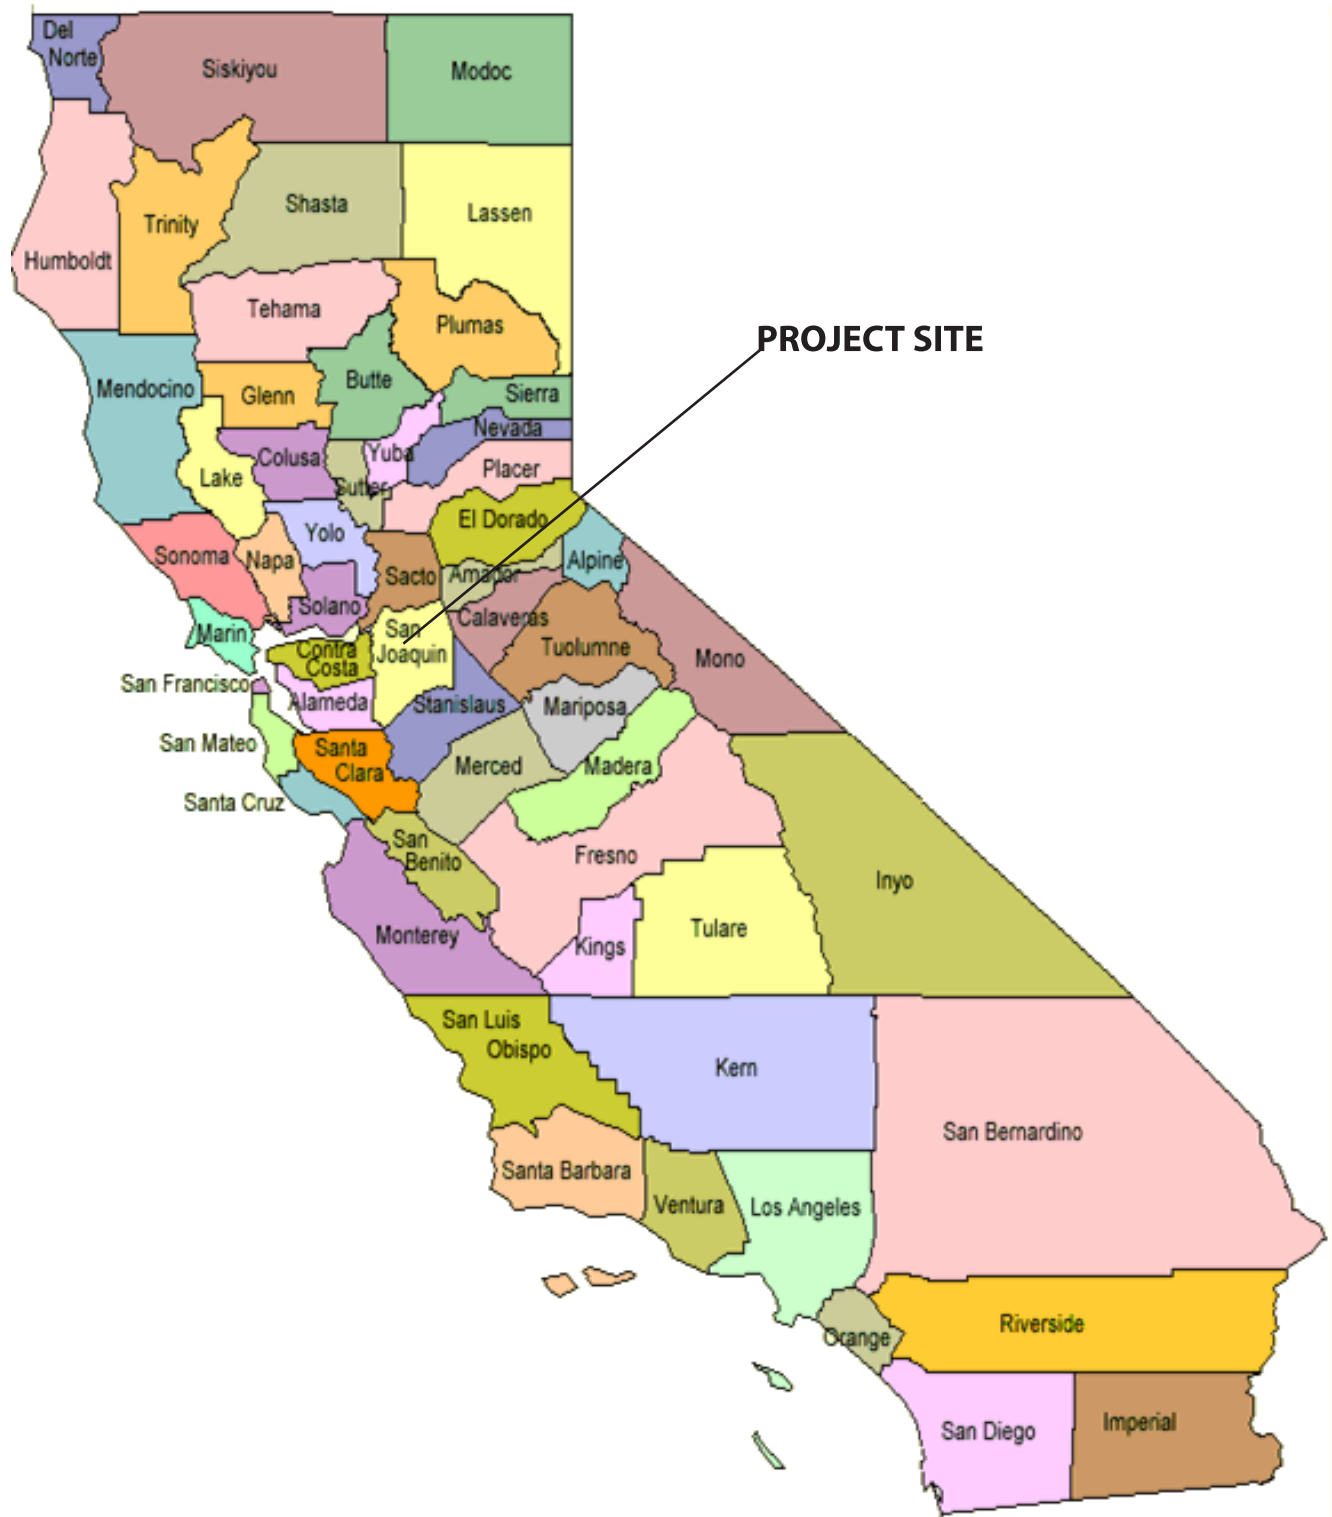 Del
Norte
Siskiyou
Modoc
Shasta
Lassen
Trinity
Humboldt
Tehama
Plumas
PROJECT SITE
Mendocino
Glenn
Butte
Sierra
Nevada
Colusa
Yuba
Placer
Lake
Sutter
El Dorado
Yolo
Sonoma
Napa
Sacto
Amador
Alpine
Solano
Calaveras
Marin
San
Joaquin
Contra
Costa
Tuolumne
Mono
San Francisco
Alameda
Stanislaus
Mariposa
San Mateo
Santa
Clara
Merced
Madera
Santa Cruz
San
Benito
Fresno
Inyo
Monterey
Kings
Tulare
San Luis
Obispo
Kern
San Bernardino
Santa Barbara
Ventura
Los Angeles
Orange
Riverside
San Diego
Imperial